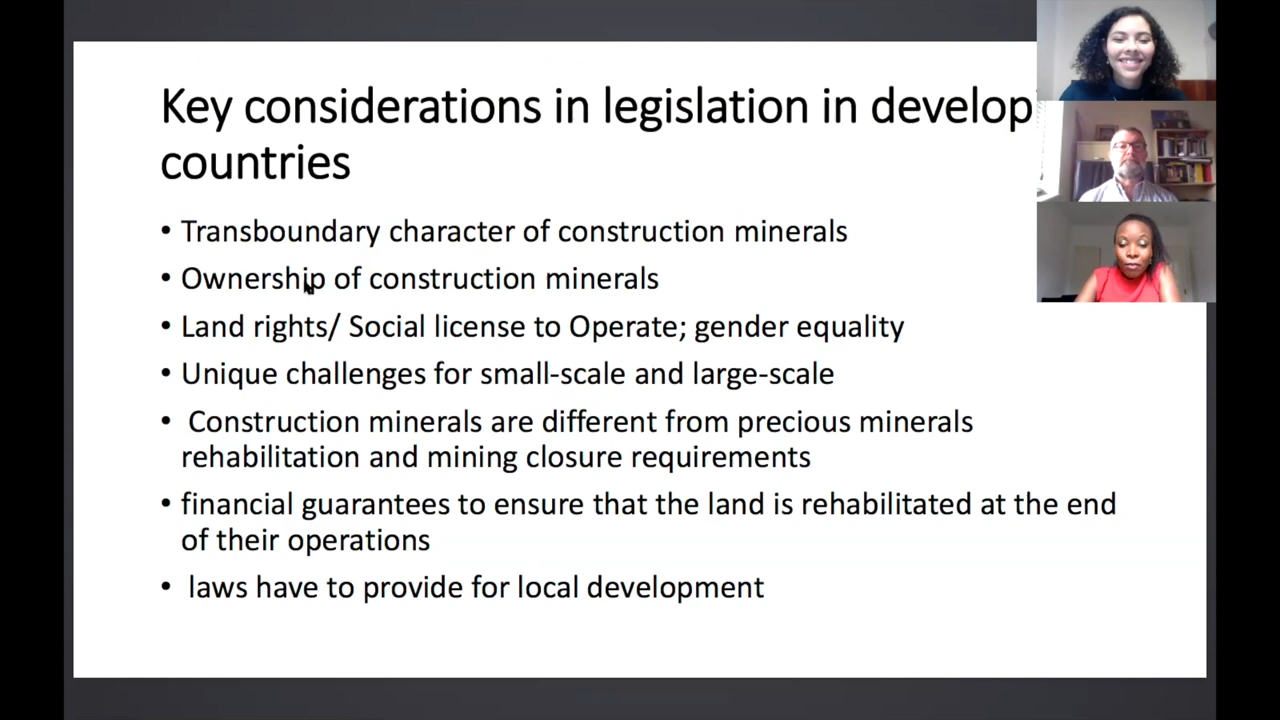 Key considerations in legislation in develop
countries
• Transboundary character of construction minerals
• Ownership of construction minerals
• Land rights/ Social license to Operate; gender equality
• Unique challenges for small-scale and large-scale
• Construction minerals are different from precious minerals
rehabilitation and mining closure requirements
• financial guarantees to ensure that the land is rehabilitated at the end
of their operations
• laws have to provide for local development